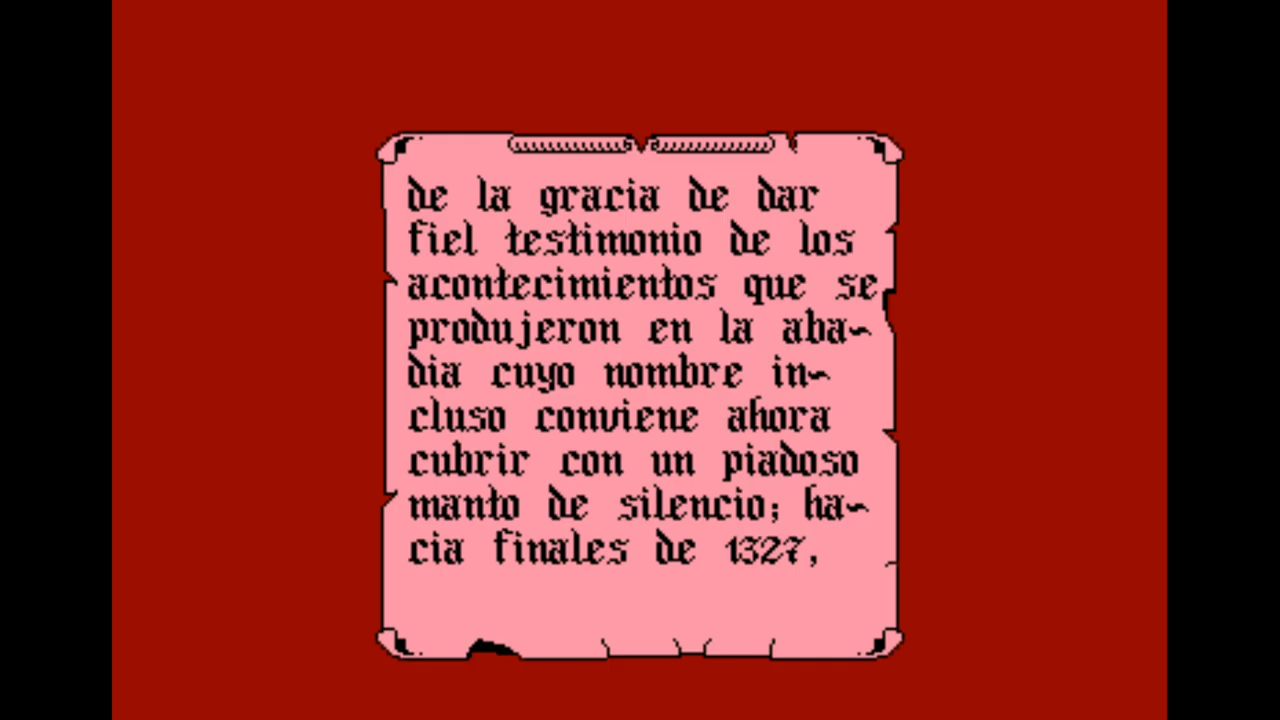 de la gracia de dar
fiel testimonio de los
acontecimientos que se
produjeron en la aba-
dia cuyo nombre in-
cluso conviene ahora
cubrir con un piadoso
manto de silencio; ha-
cia finales de 1327,